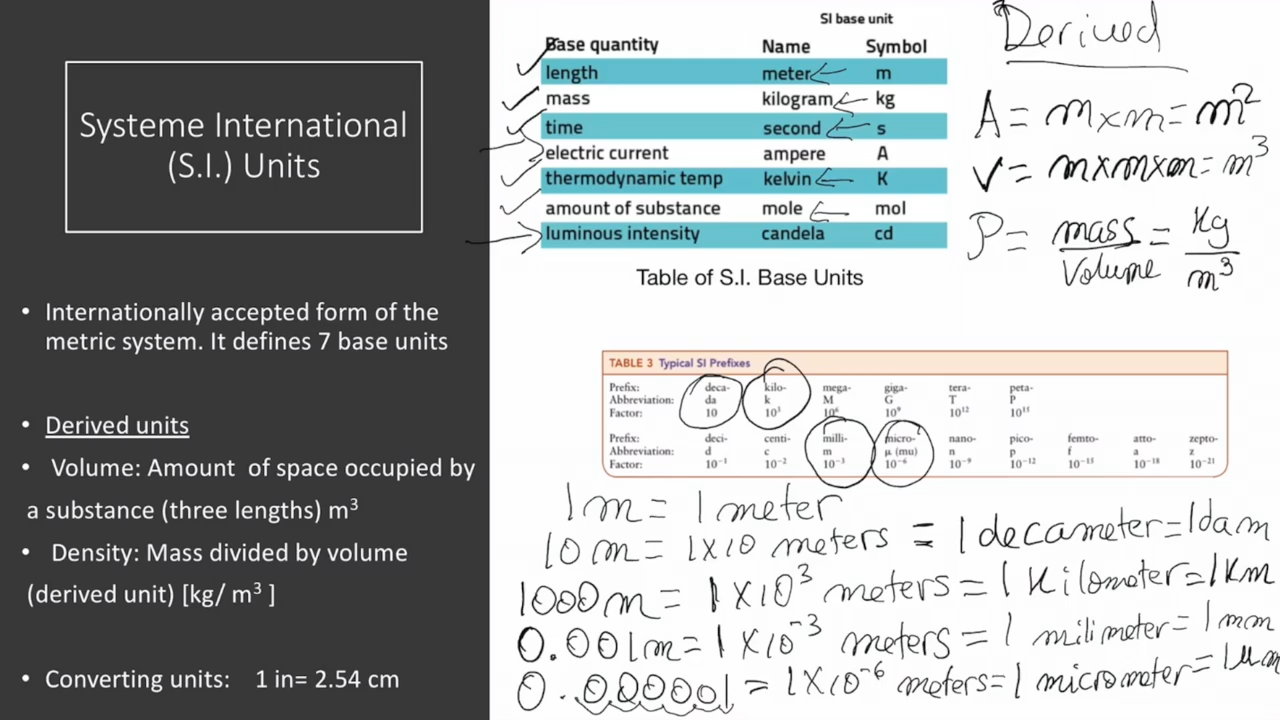 Systeme International
(S.I.) Units
• Internationally accepted form of the
metric system. It defines 7 base units
• Derived units
• Volume: Amount of space occupied by
a substance (three lengths) m³
• Density: Mass divided by volume
(derived unit) [kg/ m³ ]
• Converting units: 1 in= 2.54 cm
SI base unit
Base quantity Name Symbol
length meter m
mass kilogram kg
time second s
electric current ampere A
thermodynamic temp kelvin K
amount of substance mole mol
luminous intensity candela cd
Table of S.I. Base Units
Derived
A = m×m = m²
V = m×m×m = m³
ρ = mass/Volume = Kg/m³
TABLE 3 Typical SI Prefixes
Prefix: deca- kilo- mega- giga- tera- peta-
Abbreviation: da k M G T P
Factor: 10 10³ 10⁶ 10⁹ 10¹² 10¹⁵
Prefix: deci- centi- milli- micro- nano- pico- femto- atto- zepto-
Abbreviation: d c m μ (mu) n p f a z
Factor: 10⁻¹ 10⁻² 10⁻³ 10⁻⁶ 10⁻⁹ 10⁻¹² 10⁻¹⁵ 10⁻¹⁸ 10⁻²¹
1m = 1 meter
10m = 1×10 meters = 1 decameter = 1dam
1000m = 1×10³ meters = 1 Kilometer = 1Km
0.001m = 1×10⁻³ meters = 1 milimeter = 1mm
0.000001 = 1×10⁻⁶ meters = 1 micrometer = 1μm